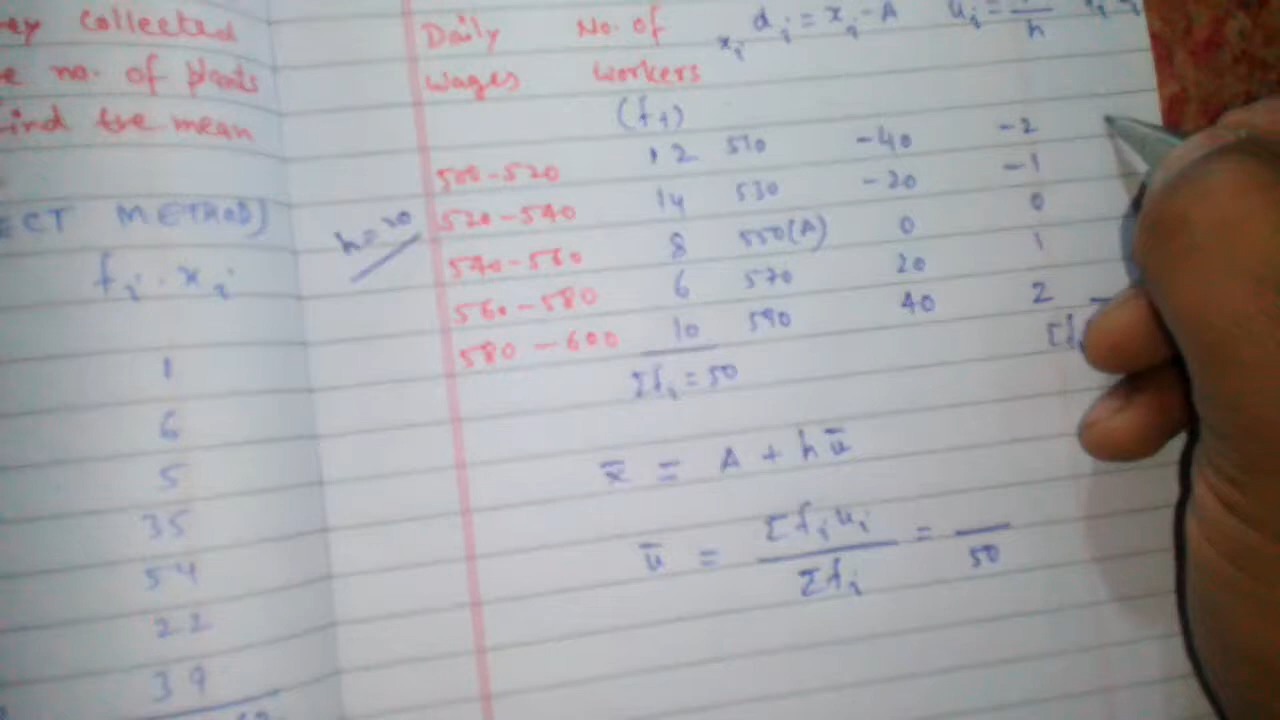 collected
no. of plants
find the mean
ECT METHOD)
fi . xi
1
6
5
35
54
22
39
Daily No. of xi di = xi - A ui =
wages workers h
(fi)
h=20
500-520 12 510 -40 -2
520-540 14 530 -20 -1
540-560 8 550(A) 0 0
560-580 6 570 20 1
580-600 10 590 40 2
Σfi = 50
x̄ = A + hū
ū = Σfiui / Σfi = / 50